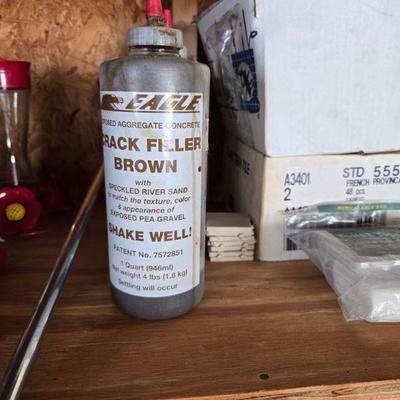 EAGLE
EXPOSED AGGREGATE CONCRETE
CRACK FILLER
BROWN
with
SPECKLED RIVER SAND
to match the texture, color
& appearance of
EXPOSED PEA GRAVEL
SHAKE WELL!
PATENT No. 7572851
1 Quart (946ml)
Net weight 4 lbs (1.8 kg)
Settling will occur
A3401
2
STD 555
FRENCH PROVINC
48 pcs.